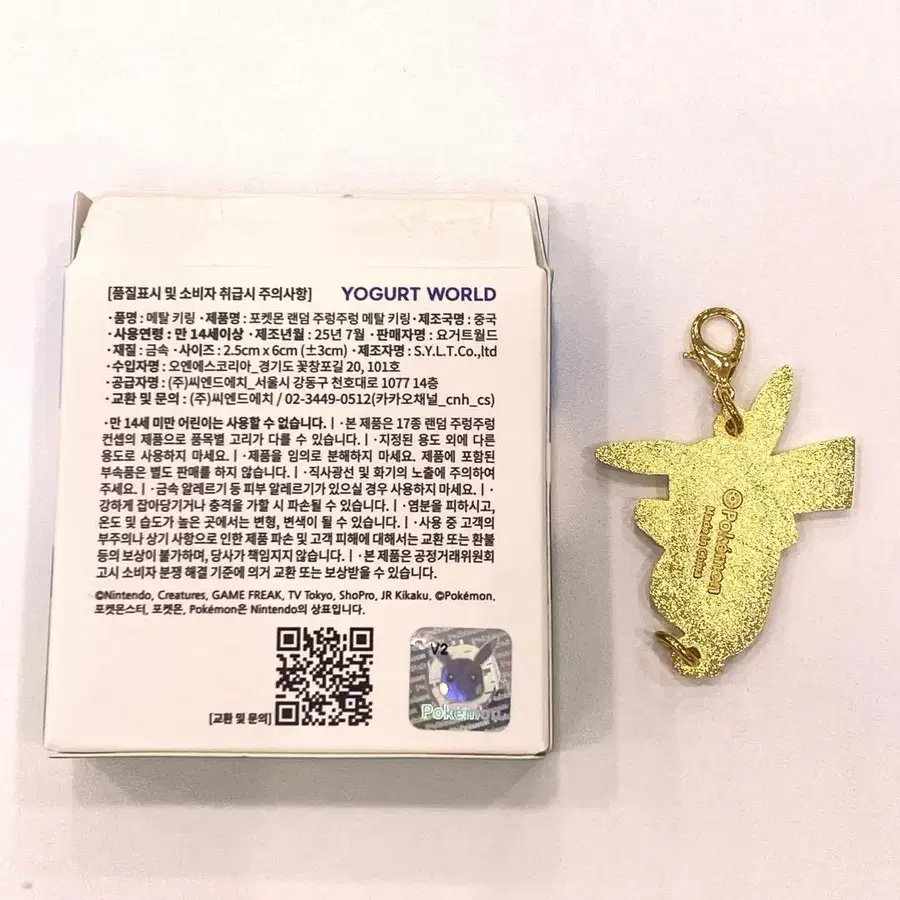 [품질표시 및 소비자 취급시 주의사항] YOGURT WORLD
·품명 : 메탈 키링 ·제품명 : 포켓몬 랜덤 주렁주렁 메탈 키링 ·제조국명 : 중국
·사용연령 : 만 14세이상 ·제조년월 : 25년 7월 ·판매자명 : 요거트월드
·재질 : 금속 ·사이즈 : 2.5cm x 6cm (±3cm) ·제조자명 : S.Y.L.T.Co.,ltd
·수입자명 : 오엔에스코리아_경기도 꽃창포길 20, 101호
·공급자명 : (주)씨엔드에치_서울시 강동구 천호대로 1077 14층
·교환 및 문의 : (주)씨엔드에치 / 02-3449-0512(카카오채널_cnh_cs)
·만 14세 미만 어린이는 사용할 수 없습니다. ㅣ ·본 제품은 17종 랜덤 주렁주렁
컨셉의 제품으로 품목별 고리가 다를 수 있습니다. ㅣ ·지정된 용도 외에 다른
용도로 사용하지 마세요. ㅣ ·제품을 임의로 분해하지 마세요. 제품에 포함된
부속품은 별도 판매를 하지 않습니다. ㅣ ·직사광선 및 화기의 노출에 주의하여
주세요. ㅣ ·금속 알레르기 등 피부 알레르기가 있으실 경우 사용하지 마세요. ㅣ ·
강하게 잡아당기거나 충격을 가할 시 파손될 수 있습니다. ㅣ ·염분을 피하시고,
온도 및 습도가 높은 곳에서는 변형, 변색이 될 수 있습니다. ㅣ ·사용 중 고객의
부주의나 상기 사항으로 인한 제품 파손 및 고객 피해에 대해서는 교환 또는 환불
등의 보상이 불가하며, 당사가 책임지지 않습니다. ㅣ ·본 제품은 공정거래위원회
고시 소비자 분쟁 해결 기준에 의거 교환 또는 보상받을 수 있습니다.
©Nintendo, Creatures, GAME FREAK, TV Tokyo, ShoPro, JR Kikaku. ©Pokémon.
포켓몬스터, 포켓몬, Pokémon은 Nintendo의 상표입니다.
[교환 및 문의]
V2
Pokémon
©Pokémon
Made in China